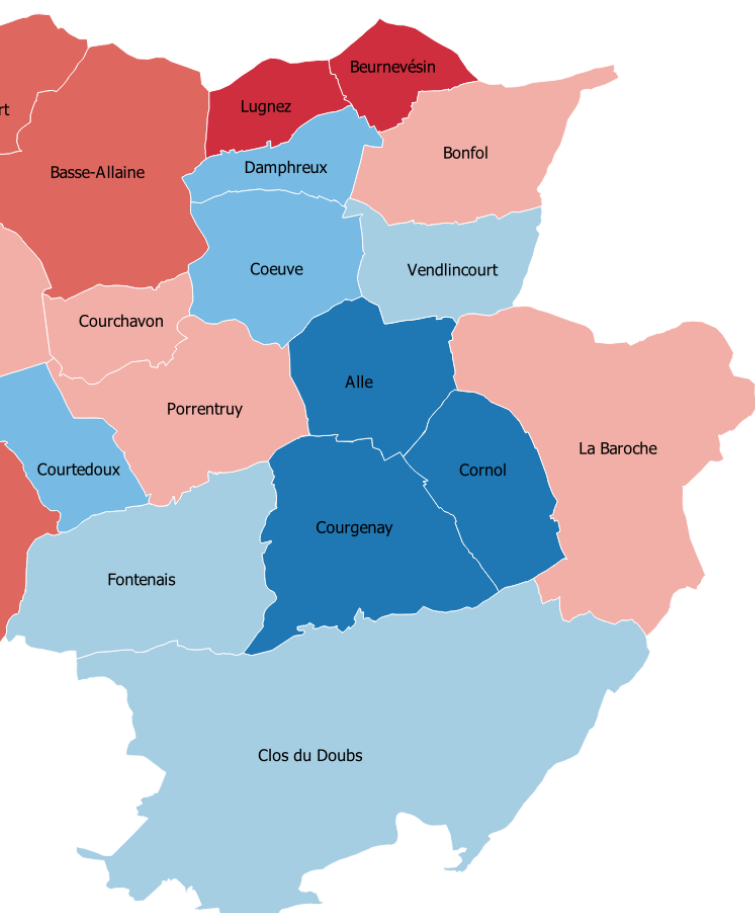 Beurnevésin
Lugnez
rt
Bonfol
Damphreux
Basse-Allaine
Coeuve
Vendlincourt
Courchavon
Alle
Porrentruy
La Baroche
Courtedoux
Cornol
Courgenay
Fontenais
Clos du Doubs